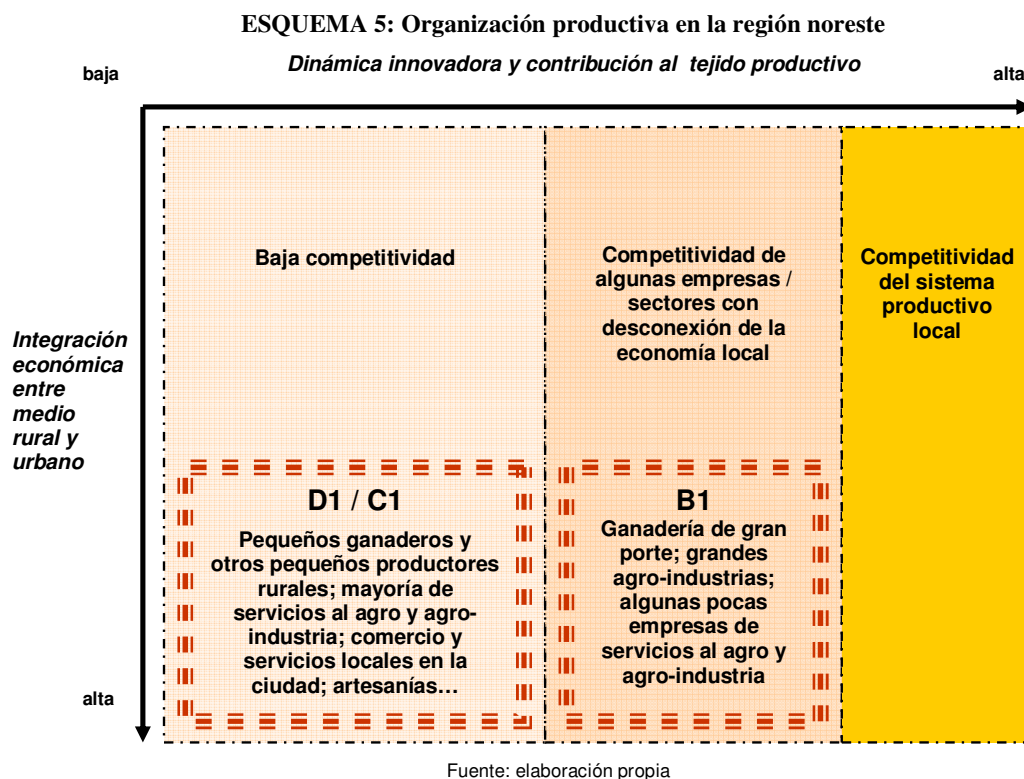 ESQUEMA 5: Organización productiva en la región noreste
Dinámica innovadora y contribución al tejido productivo
baja
alta
Baja competitividad
Competitividad de
algunas empresas /
sectores con
desconexión de la
economía local
Competitividad
del sistema
productivo
local
Integración
económica
entre
medio
rural y
urbano
D1 / C1
Pequeños ganaderos y
otros pequeños productores
rurales; mayoría de
servicios al agro y agro-
industria; comercio y
servicios locales en la
ciudad; artesanías...
B1
Ganadería de gran
porte; grandes
agro-industrias;
algunas pocas
empresas de
servicios al agro y
agro-industria
alta
Fuente: elaboración propia